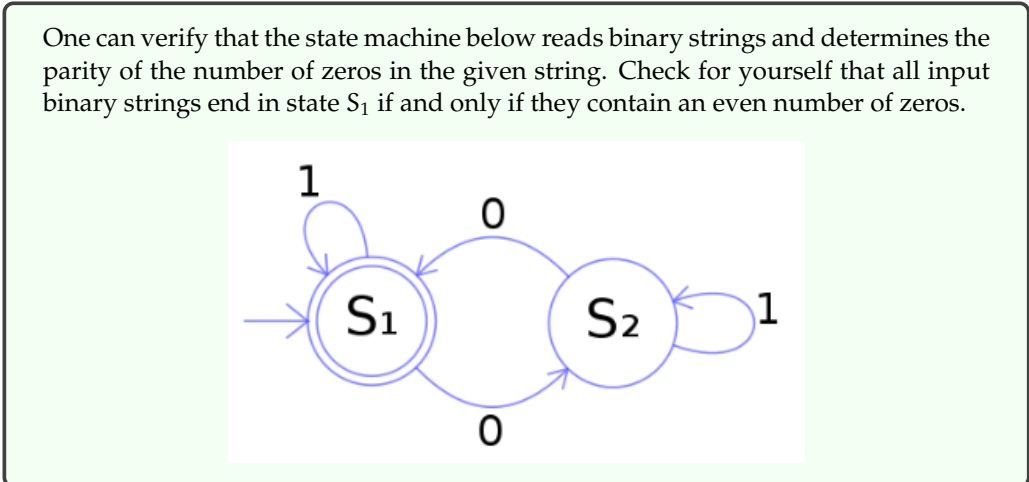 One can verify that the state machine below reads binary strings and determines the
parity of the number of zeros in the given string. Check for yourself that all input
binary strings end in state S₁ if and only if they contain an even number of zeros.
1
0
S₁
S₂
1
0